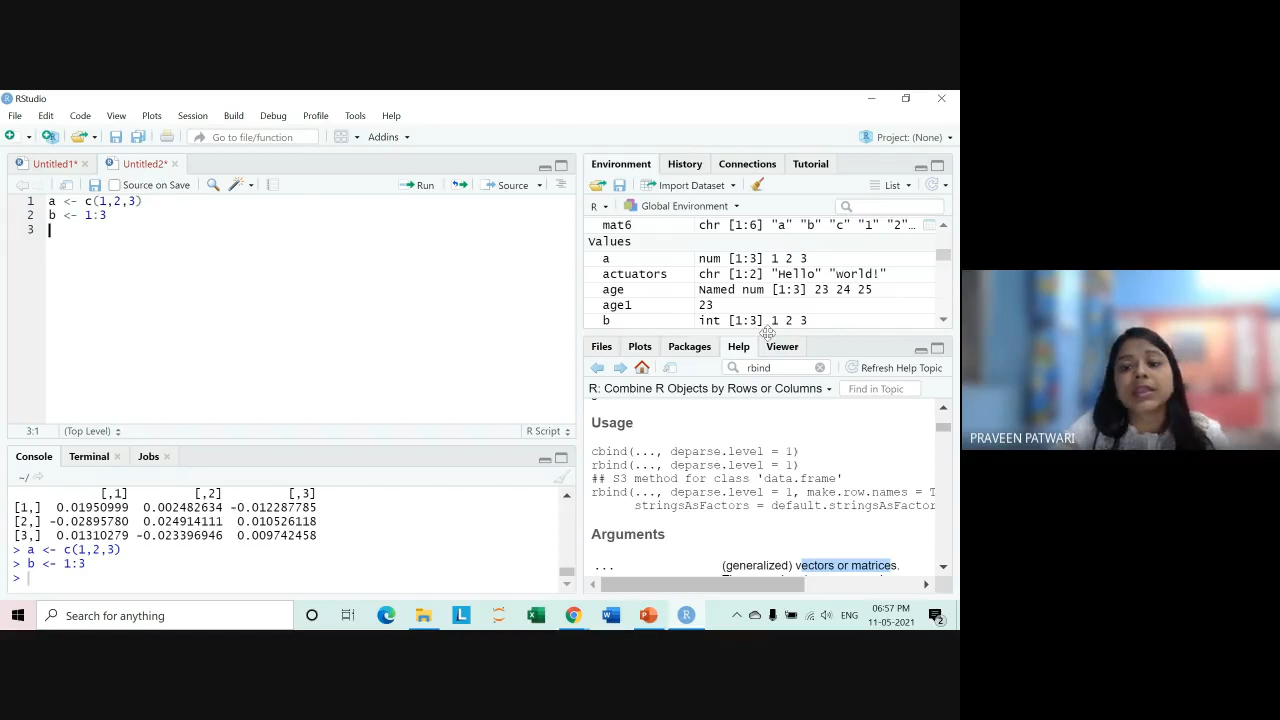 RStudio
File Edit Code View Plots Session Build Debug Profile Tools Help
Go to file/function Addins Project: (None)
Untitled1* Untitled2*
Source on Save Run Source
1 a <- c(1,2,3)
2 b <- 1:3
3
3:1 (Top Level) R Script
Console Terminal Jobs
~/
[,1] [,2] [,3]
[1,] 0.01950999 0.002482634 -0.012287785
[2,] -0.02895780 0.024914111 0.010526118
[3,] 0.01310279 -0.023396946 0.009742458
> a <- c(1,2,3)
> b <- 1:3
>
Environment History Connections Tutorial
Import Dataset List
R Global Environment
mat6 chr [1:6] "a" "b" "c" "1" "2"…
Values
a num [1:3] 1 2 3
actuators chr [1:2] "Hello" "world!"
age Named num [1:3] 23 24 25
age1 23
b int [1:3] 1 2 3
Files Plots Packages Help Viewer
rbind Refresh Help Topic
R: Combine R Objects by Rows or Columns Find in Topic
Usage
cbind(..., deparse.level = 1)
rbind(..., deparse.level = 1)
## S3 method for class 'data.frame'
rbind(..., deparse.level = 1, make.row.names = T
stringsAsFactors = default.stringsAsFactor
Arguments
... (generalized) vectors or matrices.
PRAVEEN PATWARI
Search for anything
ENG 06:57 PM
11-05-2021 2